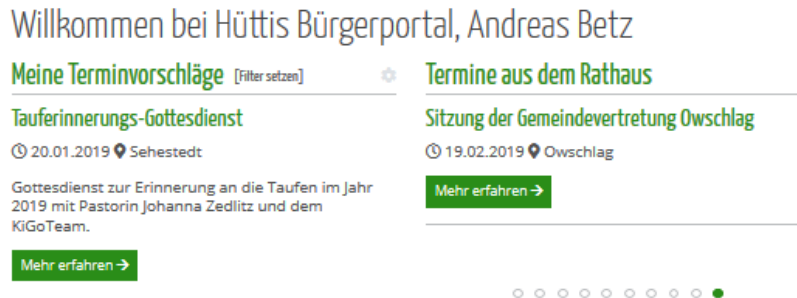 Willkommen bei Hüttis Bürgerportal, Andreas Betz
Meine Terminvorschläge [Filter setzen]
Tauferinnerungs-Gottesdienst
20.01.2019 Sehestedt
Gottesdienst zur Erinnerung an die Taufen im Jahr
2019 mit Pastorin Johanna Zedlitz und dem
KiGoTeam.
Mehr erfahren →
Termine aus dem Rathaus
Sitzung der Gemeindevertretung Owschlag
19.02.2019 Owschlag
Mehr erfahren →